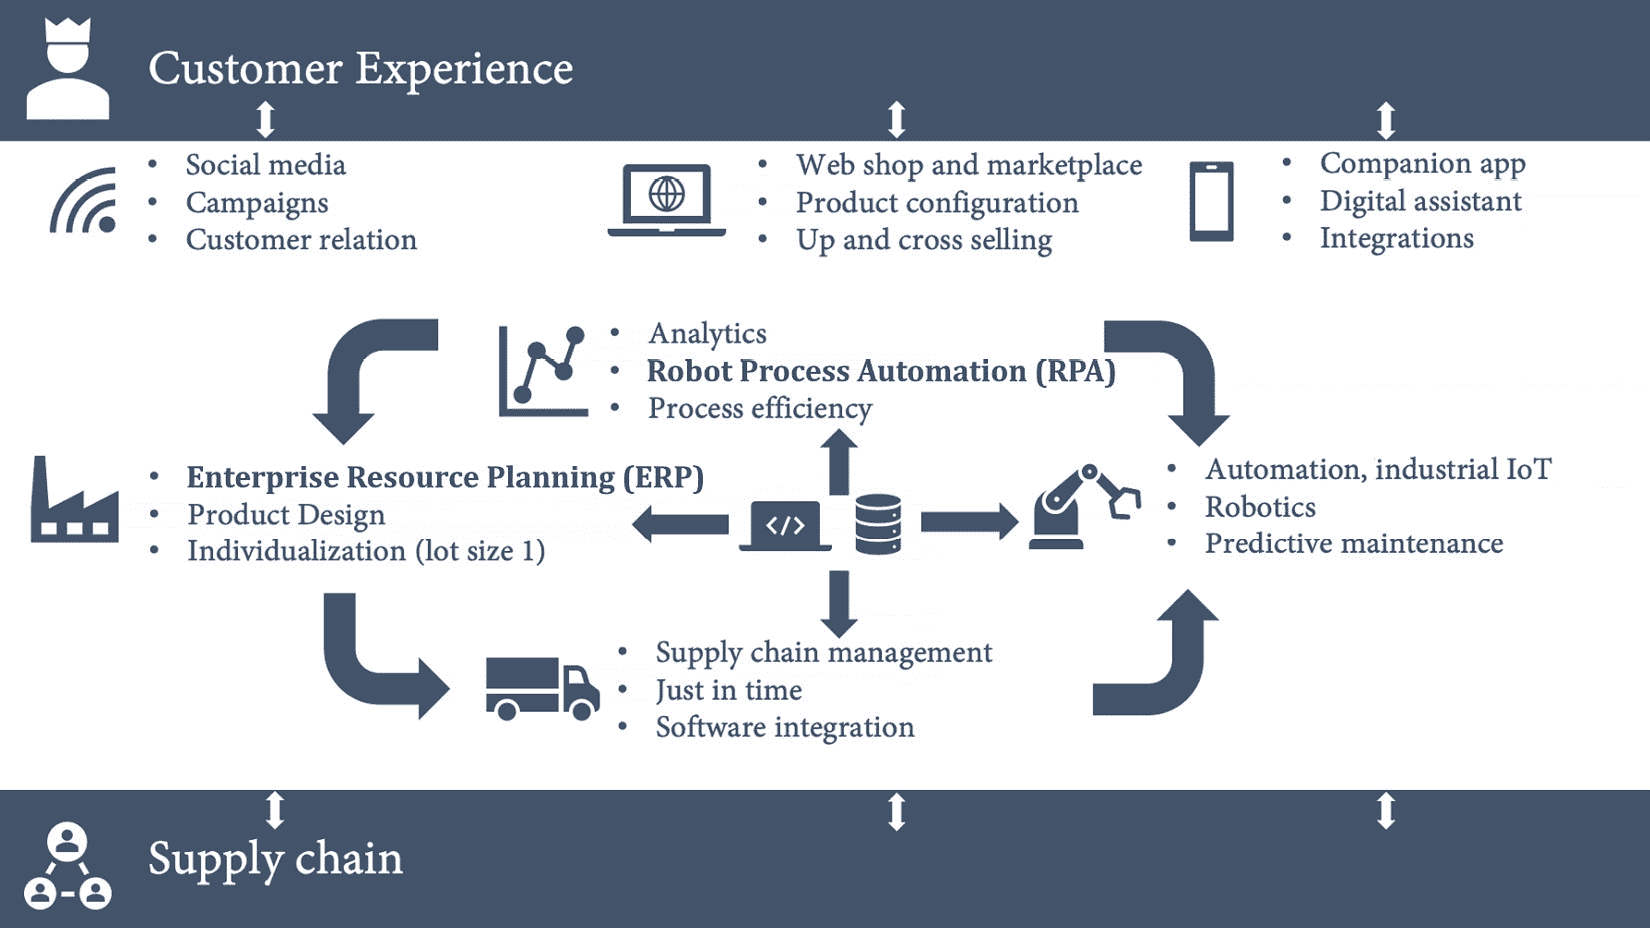 Customer Experience
• Social media
• Campaigns
• Customer relation
• Web shop and marketplace
• Product configuration
• Up and cross selling
• Companion app
• Digital assistant
• Integrations
• Analytics
• Robot Process Automation (RPA)
• Process efficiency
• Enterprise Resource Planning (ERP)
• Product Design
• Individualization (lot size 1)
</>
• Automation, industrial IoT
• Robotics
• Predictive maintenance
• Supply chain management
• Just in time
• Software integration
Supply chain